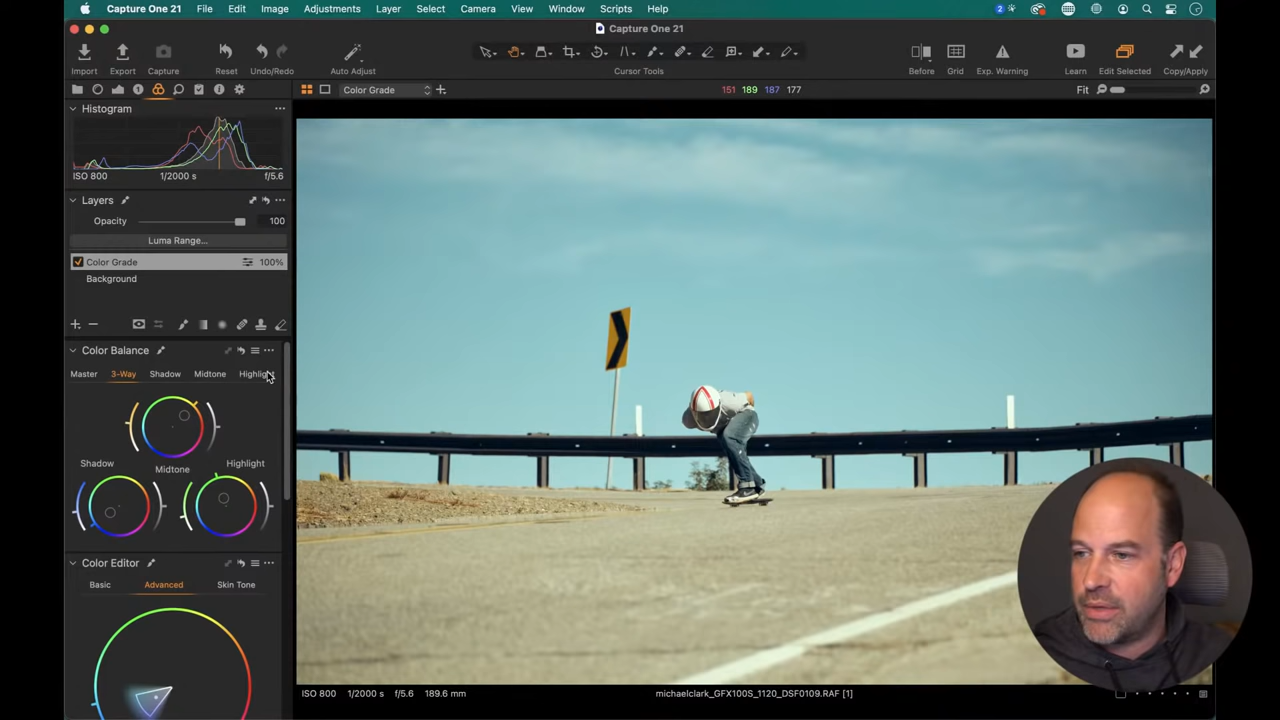 Capture One 21 File Edit Image Adjustments Layer Select Camera View Window Scripts Help 2
Capture One 21
Import Export Capture Reset Undo/Redo Auto Adjust Cursor Tools Before Grid Exp. Warning Learn Edit Selected Copy/Apply
Color Grade 151 189 187 177 Fit
Histogram
ISO 800 1/2000 s f/5.6
Layers
Opacity 100
Luma Range...
Color Grade 100%
Background
Color Balance
Master 3-Way Shadow Midtone Highlight
Shadow Midtone Highlight
Color Editor
Basic Advanced Skin Tone
ISO 800 1/2000 s f/5.6 189.6 mm michaelclark_GFX100S_1120_DSF0109.RAF [1]